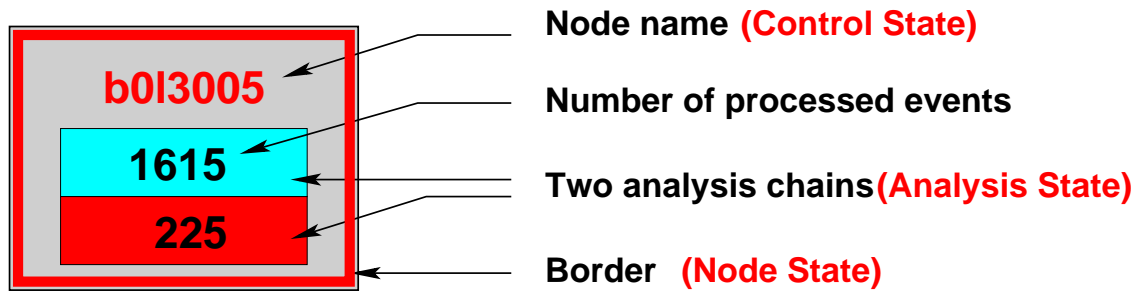 Node name (Control State)
b0l3005
Number of processed events
1615
Two analysis chains(Analysis State)
225
Border (Node State)